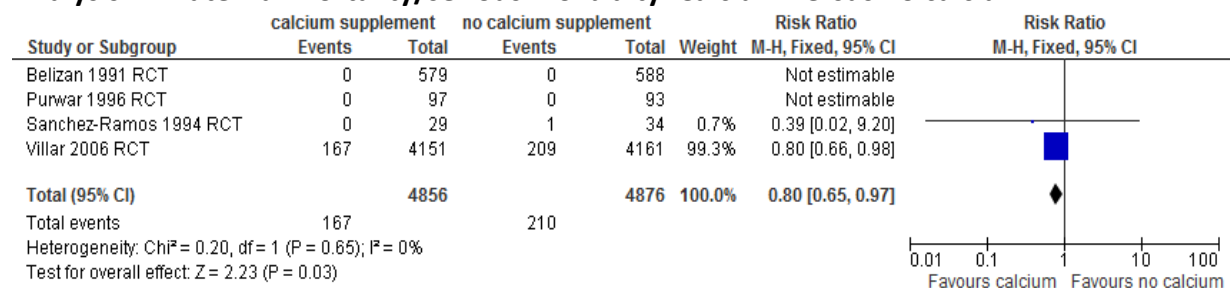 calcium supplement no calcium supplement Risk Ratio Risk Ratio
Study or Subgroup Events Total Events Total Weight M-H, Fixed, 95% CI M-H, Fixed, 95% CI
Belizan 1991 RCT 0 579 0 588 Not estimable
Purwar 1996 RCT 0 97 0 93 Not estimable
Sanchez-Ramos 1994 RCT 0 29 1 34 0.7% 0.39 [0.02, 9.20]
Villar 2006 RCT 167 4151 209 4161 99.3% 0.80 [0.66, 0.98]
Total (95% CI) 4856 4876 100.0% 0.80 [0.65, 0.97]
Total events 167 210
Heterogeneity: Chi² = 0.20, df = 1 (P = 0.65); I² = 0%
Test for overall effect: Z = 2.23 (P = 0.03)
0.01 0.1 1 10 100
Favours calcium Favours no calcium